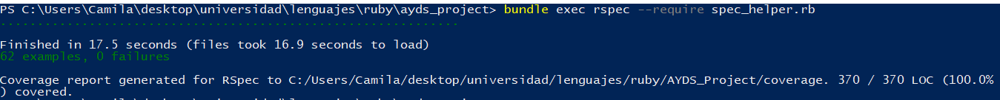 PS C:\Users\Camila\desktop\universidad\lenguajes\ruby\ayds_project> bundle exec rspec --require spec_helper.rb
..............................................................
Finished in 17.5 seconds (files took 16.9 seconds to load)
62 examples, 0 failures
Coverage report generated for RSpec to C:/Users/Camila/desktop/universidad/lenguajes/ruby/AYDS_Project/coverage. 370 / 370 LOC (100.0%
) covered.